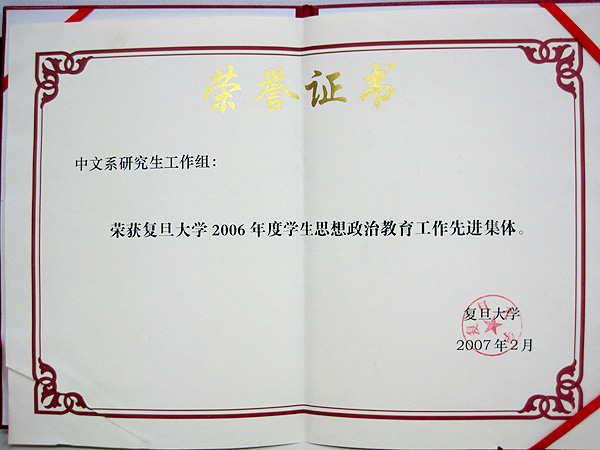 荣誉证书
中文系研究生工作组：
荣获复旦大学2006年度学生思想政治教育工作先进集体。
复旦大学
2007年2月